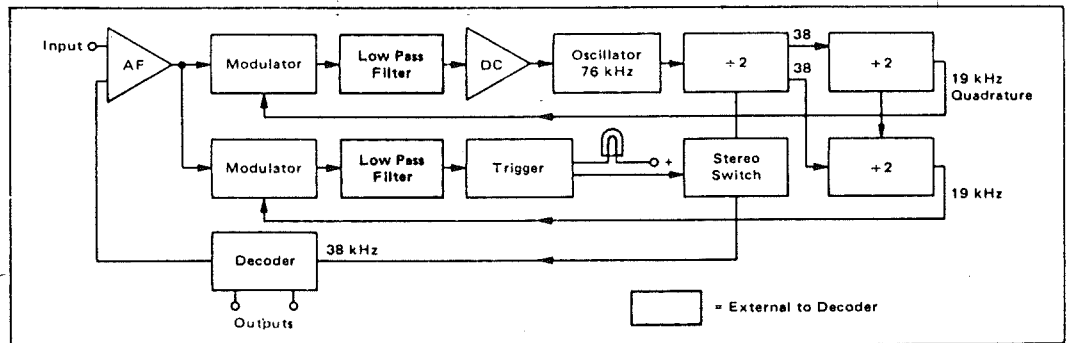 Input
AF
Modulator
Low Pass
Filter
DC
Oscillator
76 kHz
÷2
38
38
+2
19 kHz
Quadrature
Modulator
Low Pass
Filter
Trigger
+
Stereo
Switch
+2
19 kHz
Decoder
38 kHz
Outputs
= External to Decoder